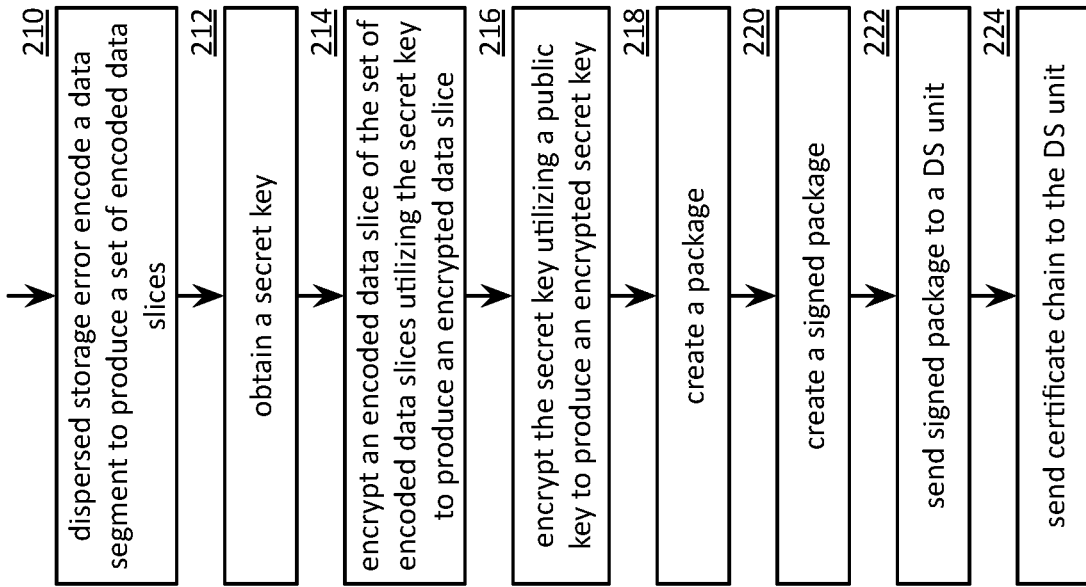 210
dispersed storage error encode a data
segment to produce a set of encoded data
slices
212
obtain a secret key
214
encrypt an encoded data slice of the set of
encoded data slices utilizing the secret key
to produce an encrypted data slice
216
encrypt the secret key utilizing a public
key to produce an encrypted secret key
218
create a package
220
create a signed package
222
send signed package to a DS unit
224
send certificate chain to the DS unit